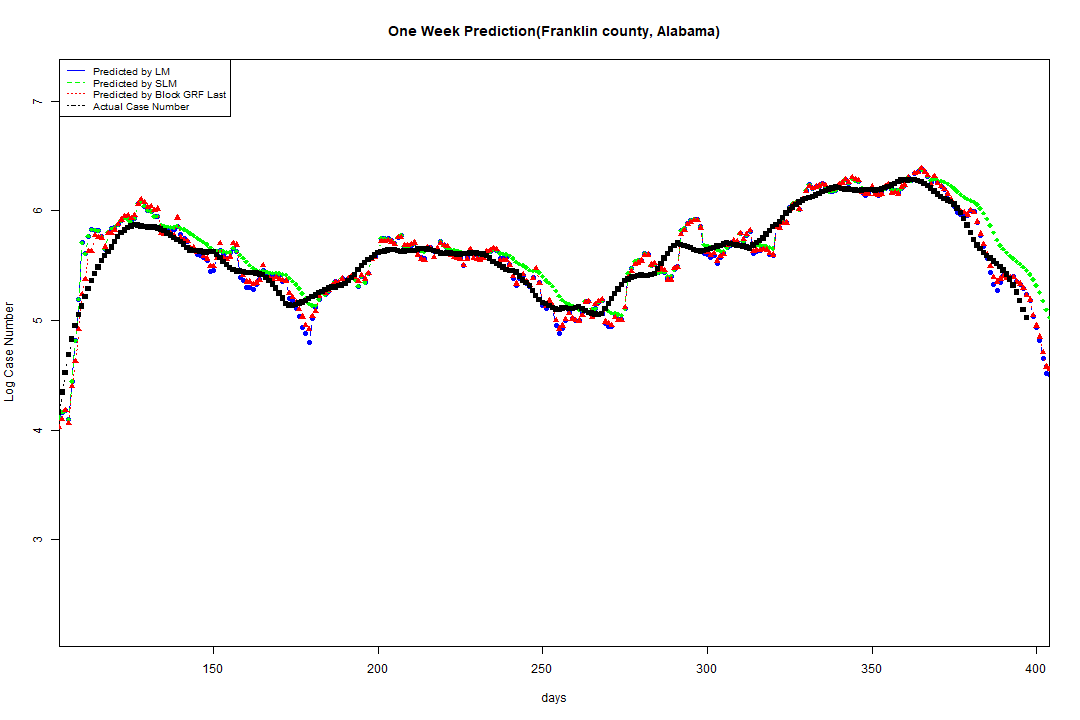 One Week Prediction(Franklin county, Alabama)
Predicted by LM
Predicted by SLM
Predicted by Block GRF Last
Actual Case Number
7
6
5
4
3
Log Case Number
150 200 250 300 350 400
days